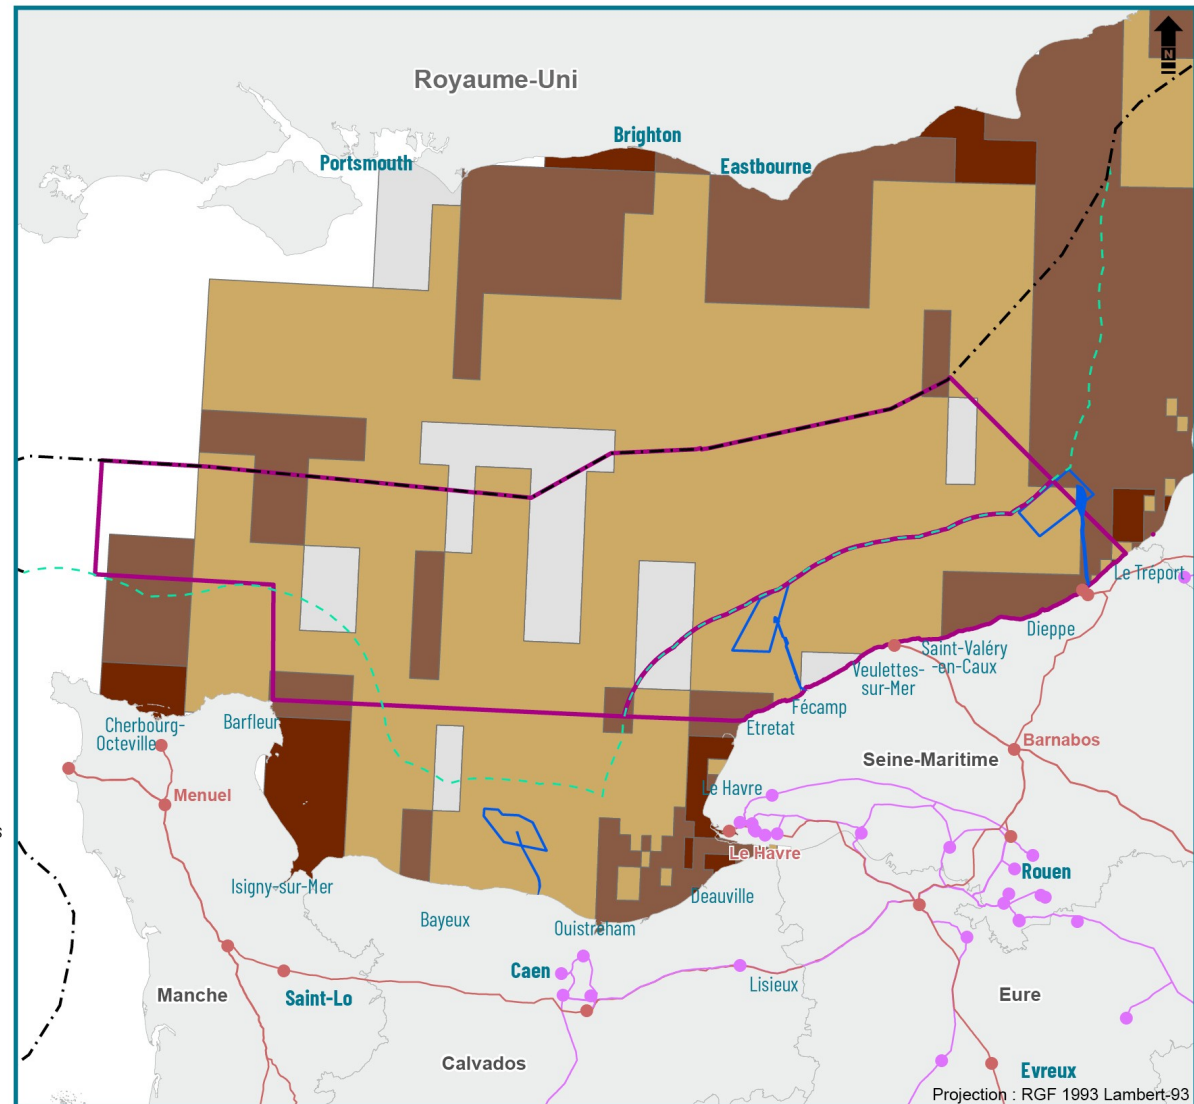 N
Royaume-Uni
Brighton
Portsmouth
Eastbourne
Le Tréport
Dieppe
Saint-Valéry
-en-Caux
Veulettes-
sur-Mer
Fécamp
Etretat
Cherbourg-
Octeville
Barfleur
Barnabos
Seine-Maritime
Menuel
Le Havre
s
Le Havre
Rouen
Isigny-sur-Mer
Deauville
Bayeux
Ouistreham
Caen
Lisieux
Manche
Saint-Lo
Eure
Calvados
Evreux
Projection : RGF 1993 Lambert-93